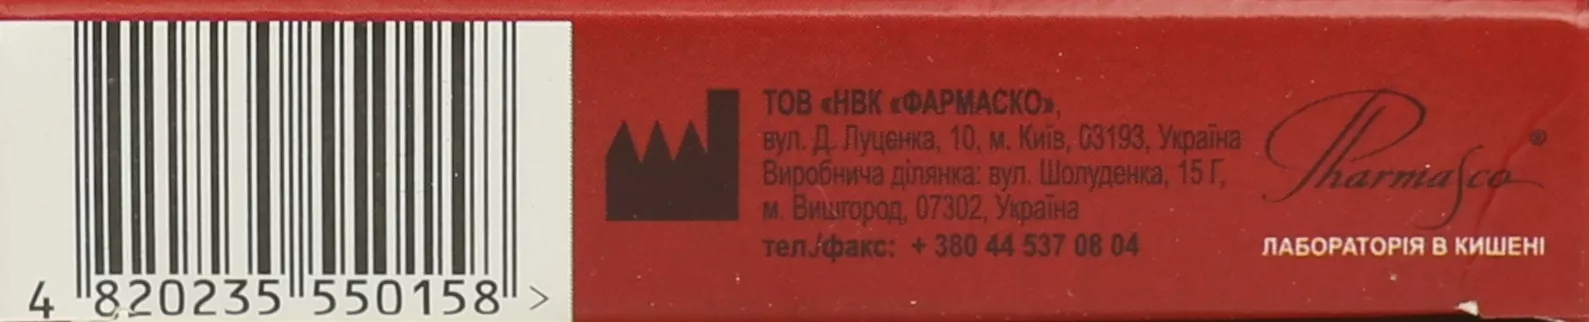 4 820235 550158 >
ТОВ «НВК «ФАРМАСКО»,
вул. Д. Луценка, 10, м. Київ, 03193, Україна
Виробнича ділянка: вул. Шолуденка, 15 Г,
м. Вишгород, 07302, Україна
тел./факс: + 380 44 537 08 04
Pharmasco®
ЛАБОРАТОРІЯ В КИШЕНІ